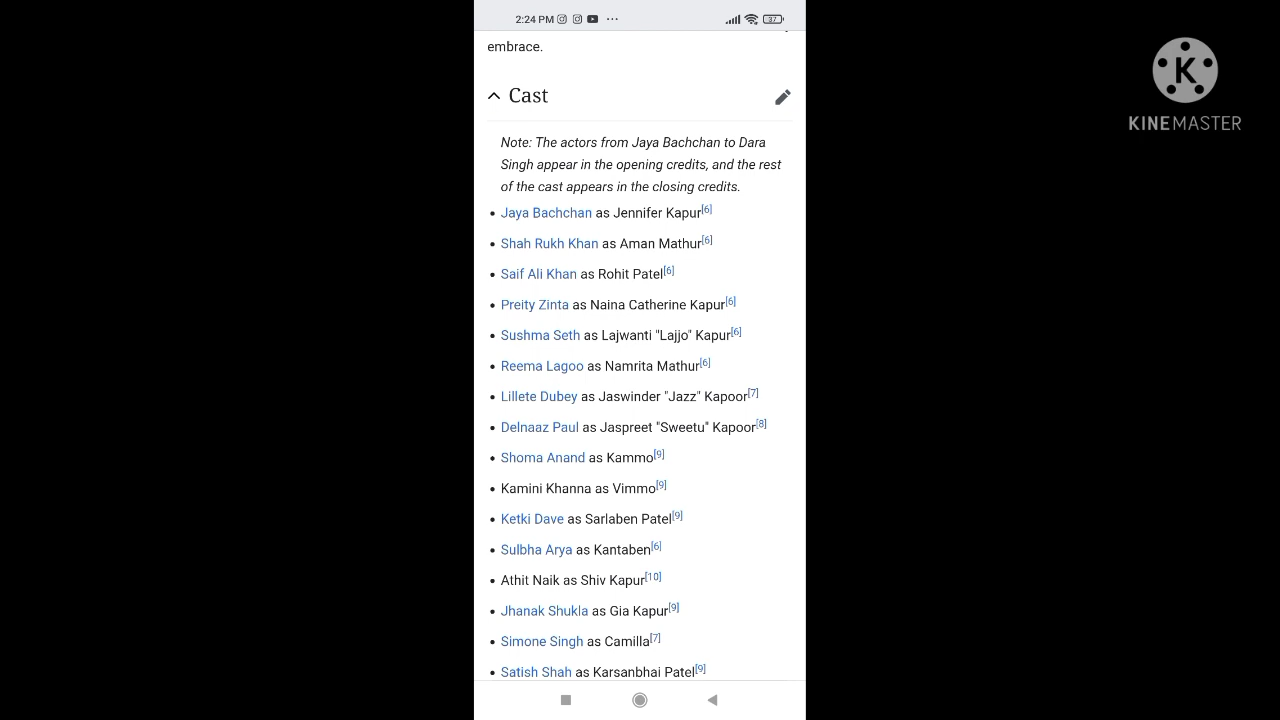 2:24 PM ...
37
embrace.
Cast
Note: The actors from Jaya Bachchan to Dara
Singh appear in the opening credits, and the rest
of the cast appears in the closing credits.
• Jaya Bachchan as Jennifer Kapur[6]
• Shah Rukh Khan as Aman Mathur[6]
• Saif Ali Khan as Rohit Patel[6]
• Preity Zinta as Naina Catherine Kapur[6]
• Sushma Seth as Lajwanti "Lajjo" Kapur[6]
• Reema Lagoo as Namrita Mathur[6]
• Lillete Dubey as Jaswinder "Jazz" Kapoor[7]
• Delnaaz Paul as Jaspreet "Sweetu" Kapoor[8]
• Shoma Anand as Kammo[9]
• Kamini Khanna as Vimmo[9]
• Ketki Dave as Sarlaben Patel[9]
• Sulbha Arya as Kantaben[6]
• Athit Naik as Shiv Kapur[10]
• Jhanak Shukla as Gia Kapur[9]
• Simone Singh as Camilla[7]
• Satish Shah as Karsanbhai Patel[9]
K
KINEMASTER